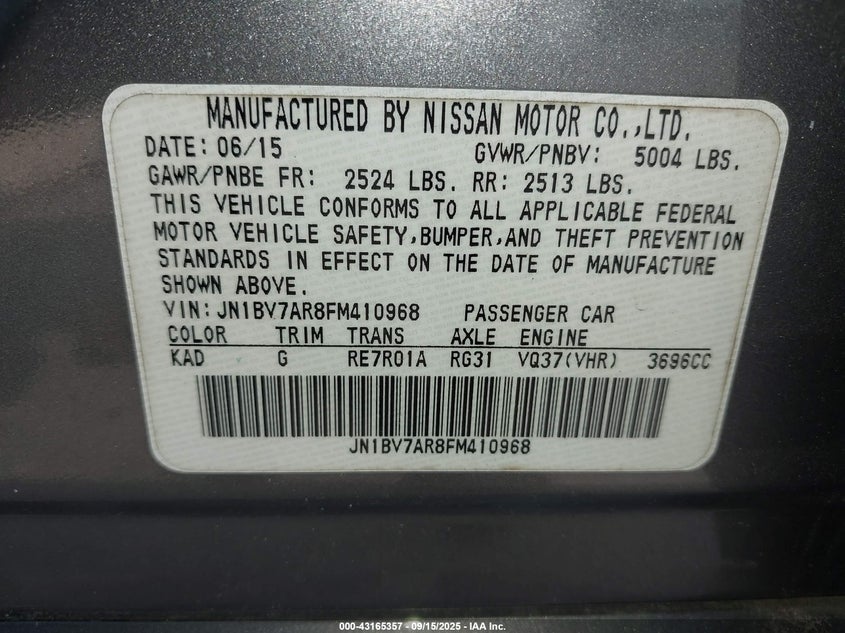 MANUFACTURED BY NISSAN MOTOR CO.,LTD.
DATE: 06/15 GVWR/PNBV: 5004 LBS.
GAWR/PNBE FR: 2524 LBS. RR: 2513 LBS.
THIS VEHICLE CONFORMS TO ALL APPLICABLE FEDERAL
MOTOR VEHICLE SAFETY,BUMPER,AND THEFT PREVENTION
STANDARDS IN EFFECT ON THE DATE OF MANUFACTURE
SHOWN ABOVE.
VIN: JN1BV7AR8FM410968 PASSENGER CAR
COLOR TRIM TRANS AXLE ENGINE
KAD G RE7R01A RG31 VQ37(VHR) 3696CC
JN1BV7AR8FM410968
000-43165357 - 09/15/2025 - IAA Inc.